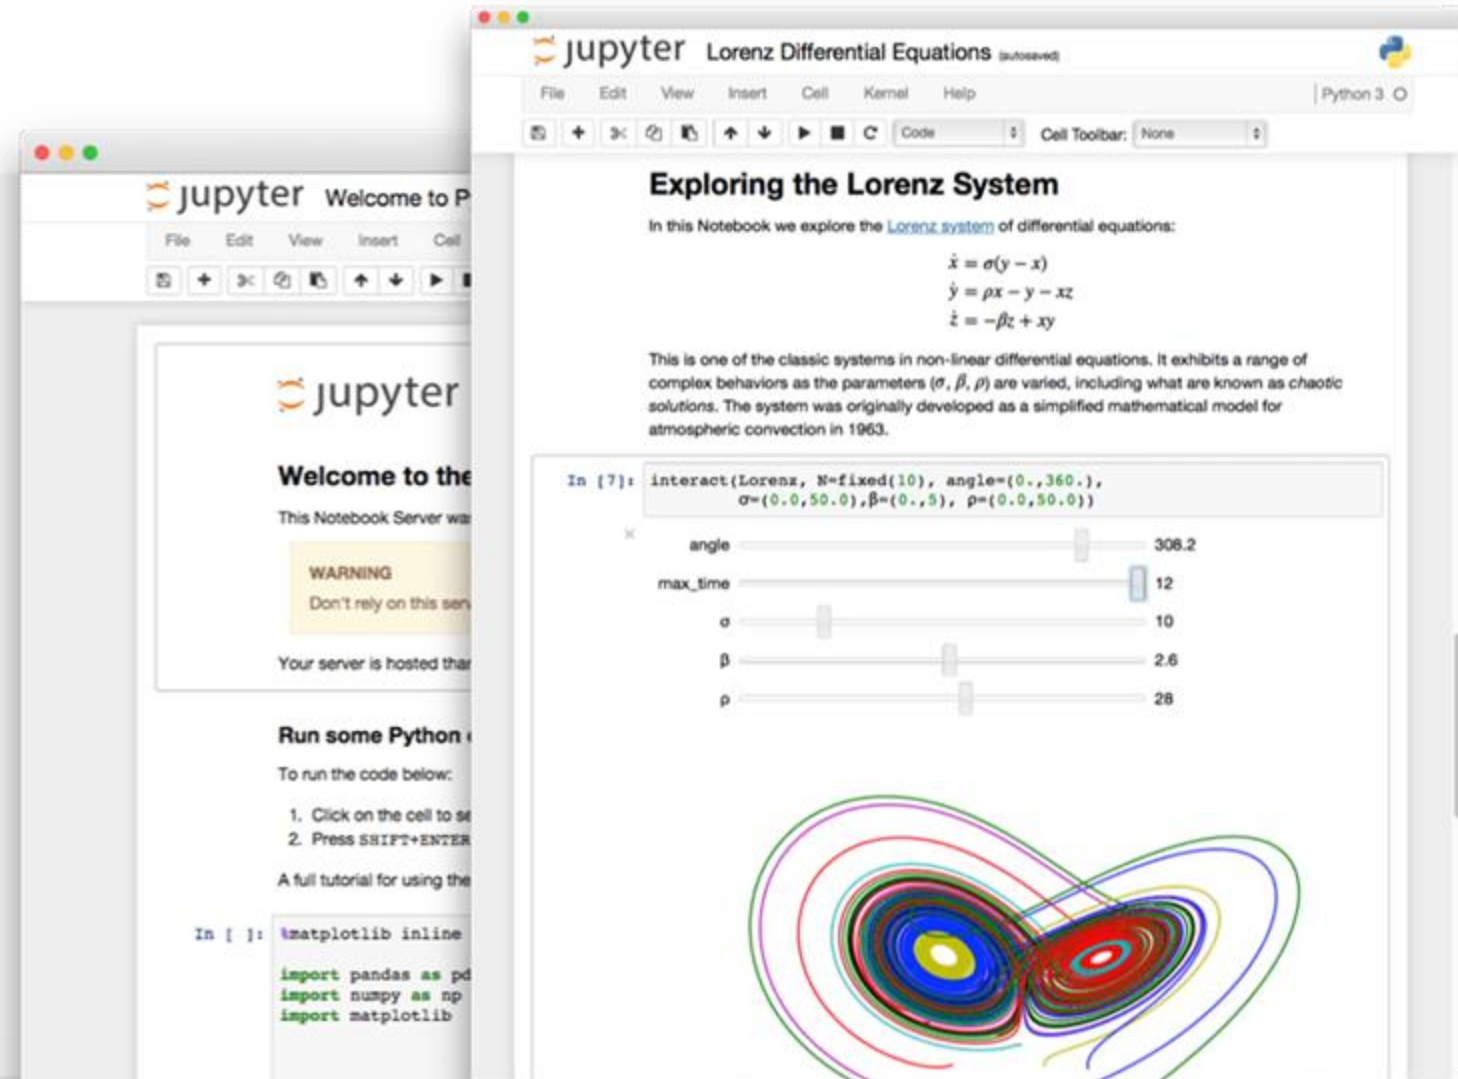 jupyter Lorenz Differential Equations (autosaved)
File Edit View Insert Cell Kernel Help Python 3
Code Cell Toolbar: None
Exploring the Lorenz System
In this Notebook we explore the Lorenz system of differential equations:
ẋ = σ(y − x)
ẏ = ρx − y − xz
ż = −βz + xy
This is one of the classic systems in non-linear differential equations. It exhibits a range of
complex behaviors as the parameters (σ, β, ρ) are varied, including what are known as chaotic
solutions. The system was originally developed as a simplified mathematical model for
atmospheric convection in 1963.
In [7]: interact(Lorenz, N=fixed(10), angle=(0.,360.),
σ=(0.0,50.0),β=(0.,5), ρ=(0.0,50.0))
angle 308.2
max_time 12
σ 10
β 2.6
ρ 28
jupyter Welcome to P
File Edit View Insert Cell
jupyter
Welcome to the
This Notebook Server was
WARNING
Don't rely on this
Your server is hosted
Run some Python
To run the code below:
1. Click on the cell to
2. Press SHIFT+ENTER
A full tutorial for using the
In [ ]: %matplotlib inline
import pandas as pd
import numpy as np
import matplotlib